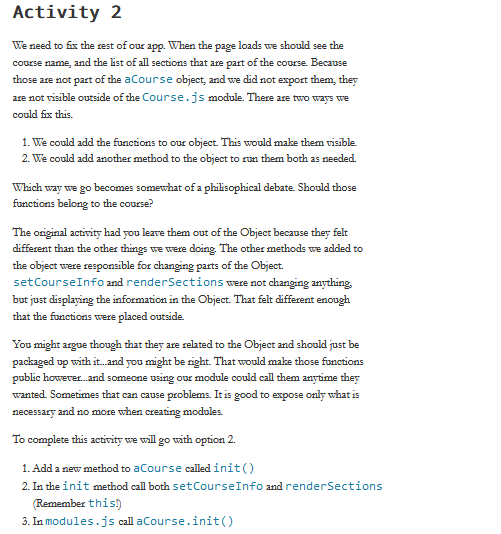 Activity 2
We need to fix the rest of our app. When the page loads we should see the
course name, and the list of all sections that are part of the course. Because
those are not part of the aCourse object, and we did not export them, they
are not visible outside of the Course.js module. There are two ways we
could fix this.
1. We could add the functions to our object. This would make them visible.
2. We could add another method to the object to run them both as needed.
Which way we go becomes somewhat of a philisophical debate. Should those
functions belong to the course?
The original activity had you leave them out of the Object because they felt
different than the other things we were doing. The other methods we added to
the object were responsible for changing parts of the Object.
setCourseInfo and renderSections were not changing anything,
but just displaying the information in the Object. That felt different enough
that the functions were placed outside.
You might argue though that they are related to the Object and should just be
packaged up with it...and you might be right. That would make those functions
public however...and someone using our module could call them anytime they
wanted. Sometimes that can cause problems. It is good to expose only what is
necessary and no more when creating modules.
To complete this activity we will go with option 2.
1. Add a new method to aCourse called init()
2. In the init method call both setCourseInfo and renderSections
(Remember this!)
3. In modules.js call aCourse.init()